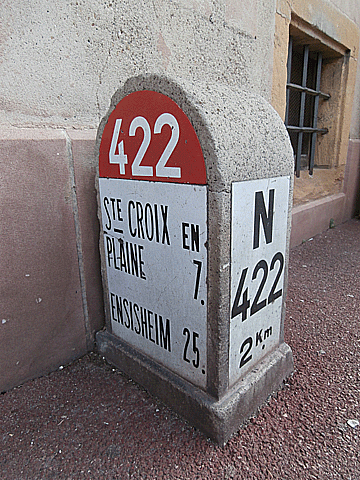 422
STE CROIX EN
PLAINE 7.
ENSISHEIM 25.
N
422
2 Km